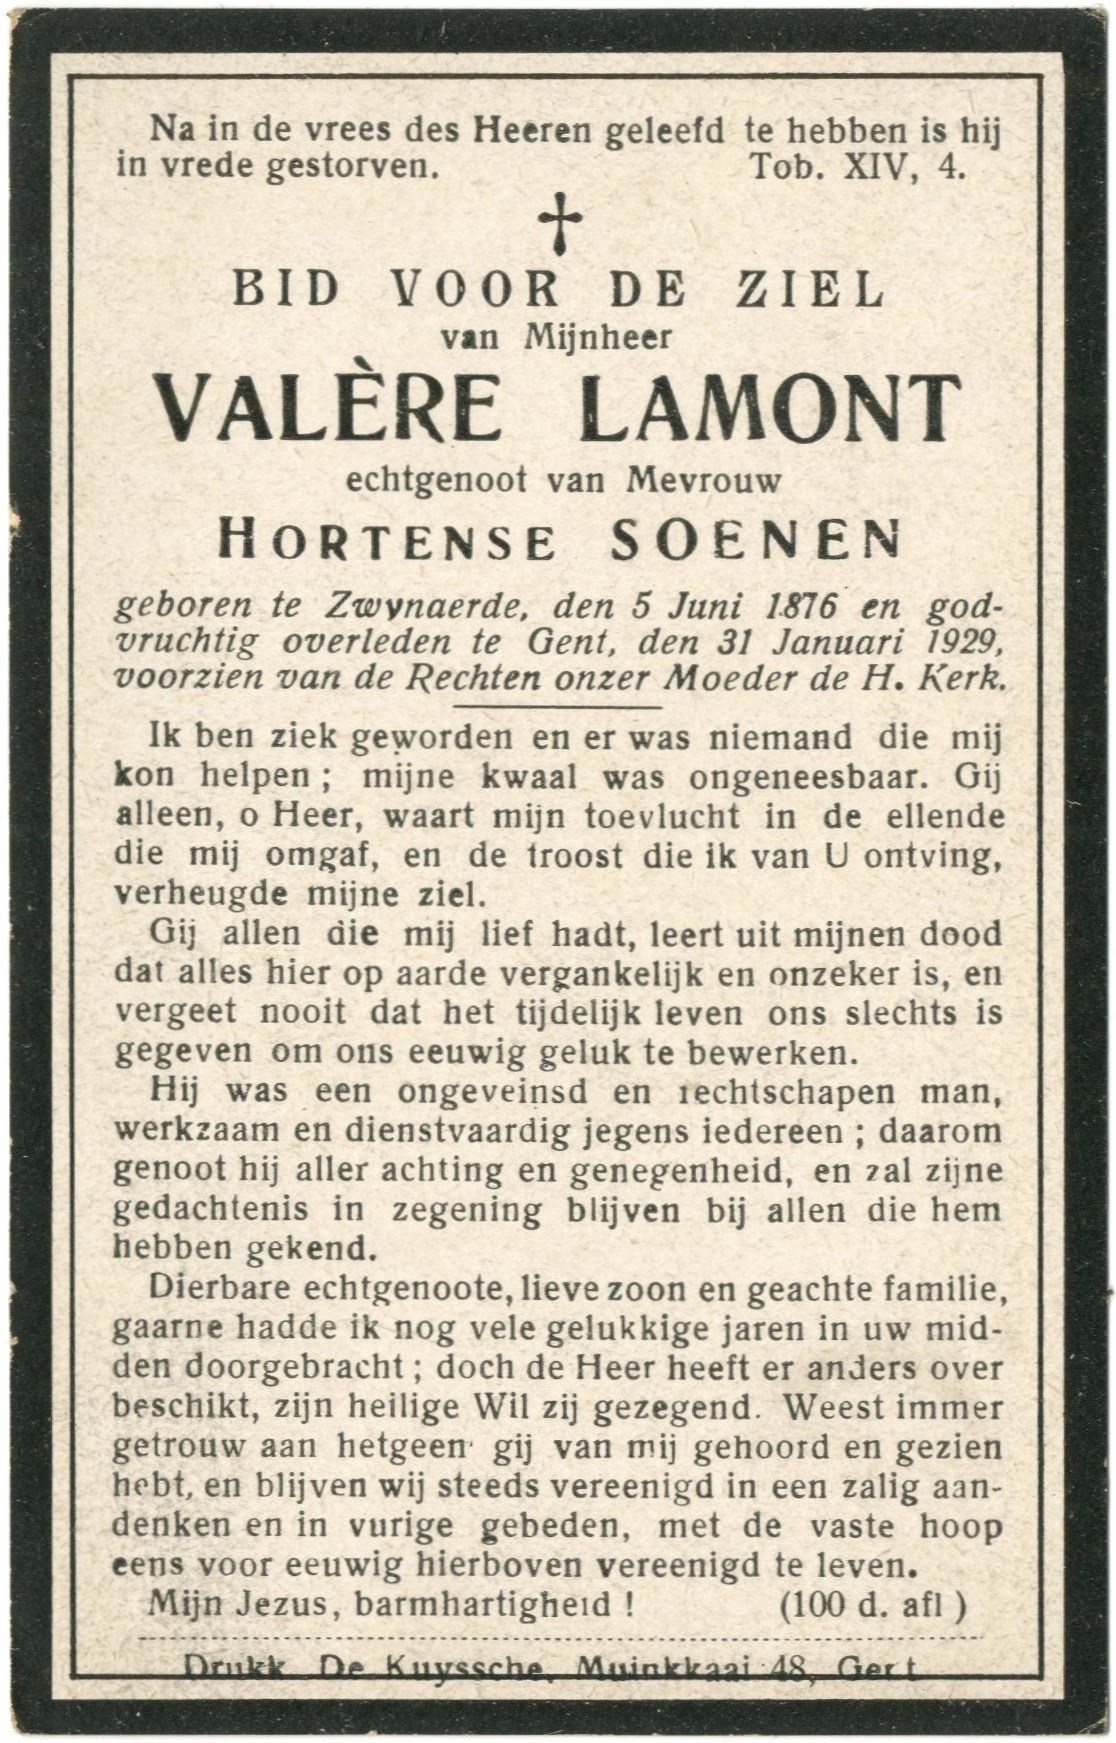 Na in de vrees des Heeren geleefd te hebben is hij
in vrede gestorven. Tob. XIV, 4.
BID VOOR DE ZIEL
van Mijnheer
VALÈRE LAMONT
echtgenoot van Mevrouw
HORTENSE SOENEN
geboren te Zwynaerde, den 5 Juni 1876 en god-
vruchtig overleden te Gent, den 31 Januari 1929,
voorzien van de Rechten onzer Moeder de H. Kerk.
Ik ben ziek geworden en er was niemand die mij
kon helpen ; mijne kwaal was ongeneesbaar. Gij
alleen, o Heer, waart mijn toevlucht in de ellende
die mij omgaf, en de troost die ik van U ontving,
verheugde mijne ziel.
Gij allen die mij lief hadt, leert uit mijnen dood
dat alles hier op aarde vergankelijk en onzeker is, en
vergeet nooit dat het tijdelijk leven ons slechts is
gegeven om ons eeuwig geluk te bewerken.
Hij was een ongeveinsd en rechtschapen man,
werkzaam en dienstvaardig jegens iedereen ; daarom
genoot hij aller achting en genegenheid, en zal zijne
gedachtenis in zegening blijven bij allen die hem
hebben gekend.
Dierbare echtgenoote, lieve zoon en geachte familie,
gaarne hadde ik nog vele gelukkige jaren in uw mid-
den doorgebracht ; doch de Heer heeft er anders over
beschikt, zijn heilige Wil zij gezegend. Weest immer
getrouw aan hetgeen gij van mij gehoord en gezien
hebt, en blijven wij steeds vereenigd in een zalig aan-
denken en in vurige gebeden, met de vaste hoop
eens voor eeuwig hierboven vereenigd te leven.
Mijn Jezus, barmhartigheid ! (100 d. afl )
Drukk. De Kuyssche, Muinkkaai 48, Gent